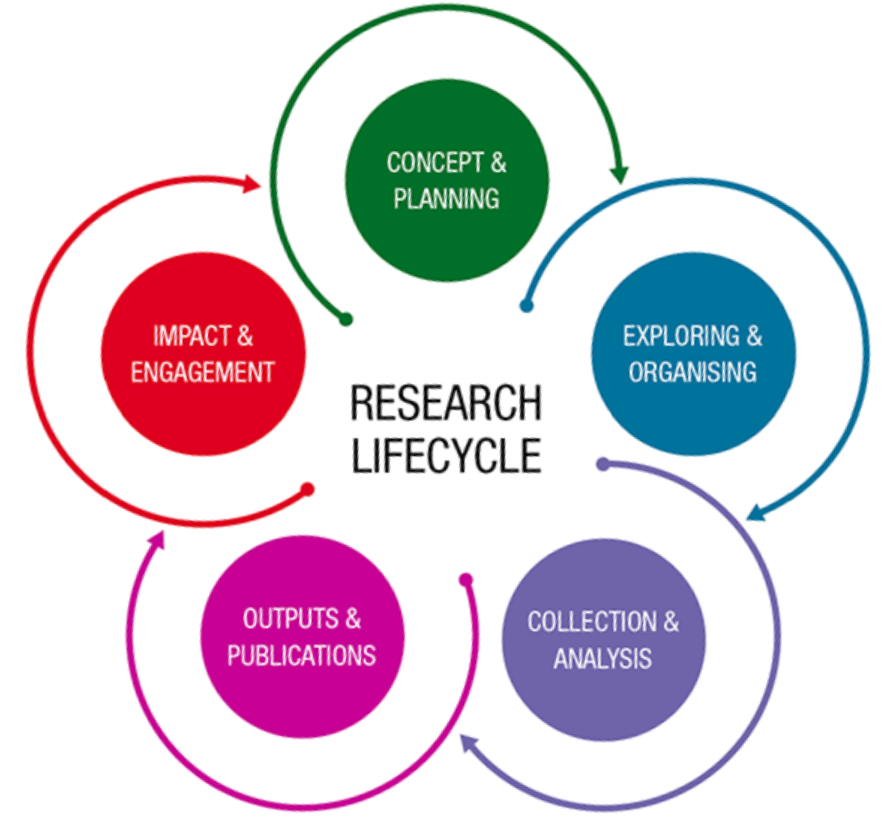 CONCEPT &
PLANNING
EXPLORING &
ORGANISING
COLLECTION &
ANALYSIS
OUTPUTS &
PUBLICATIONS
IMPACT &
ENGAGEMENT
RESEARCH
LIFECYCLE